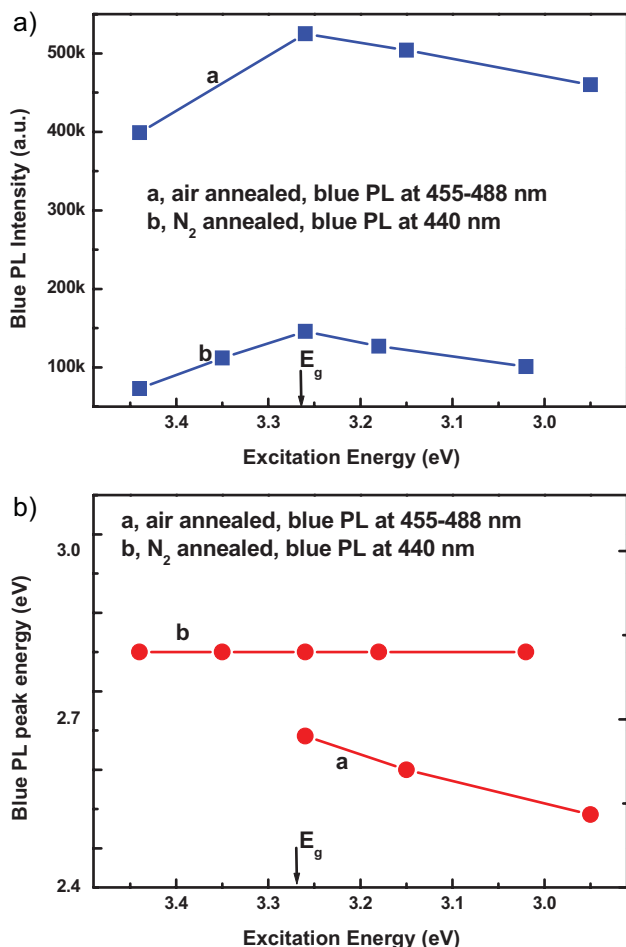 a)
500k
400k
300k
200k
100k
Blue PL Intensity (a.u.)
a
a, air annealed, blue PL at 455-488 nm
b, N₂ annealed, blue PL at 440 nm
b
E_g
3.4 3.3 3.2 3.1 3.0
Excitation Energy (eV)
b)
a, air annealed, blue PL at 455-488 nm
b, N₂ annealed, blue PL at 440 nm
3.0
2.7
2.4
Blue PL peak energy (eV)
b
a
E_g
3.4 3.3 3.2 3.1 3.0
Excitation Energy (eV)